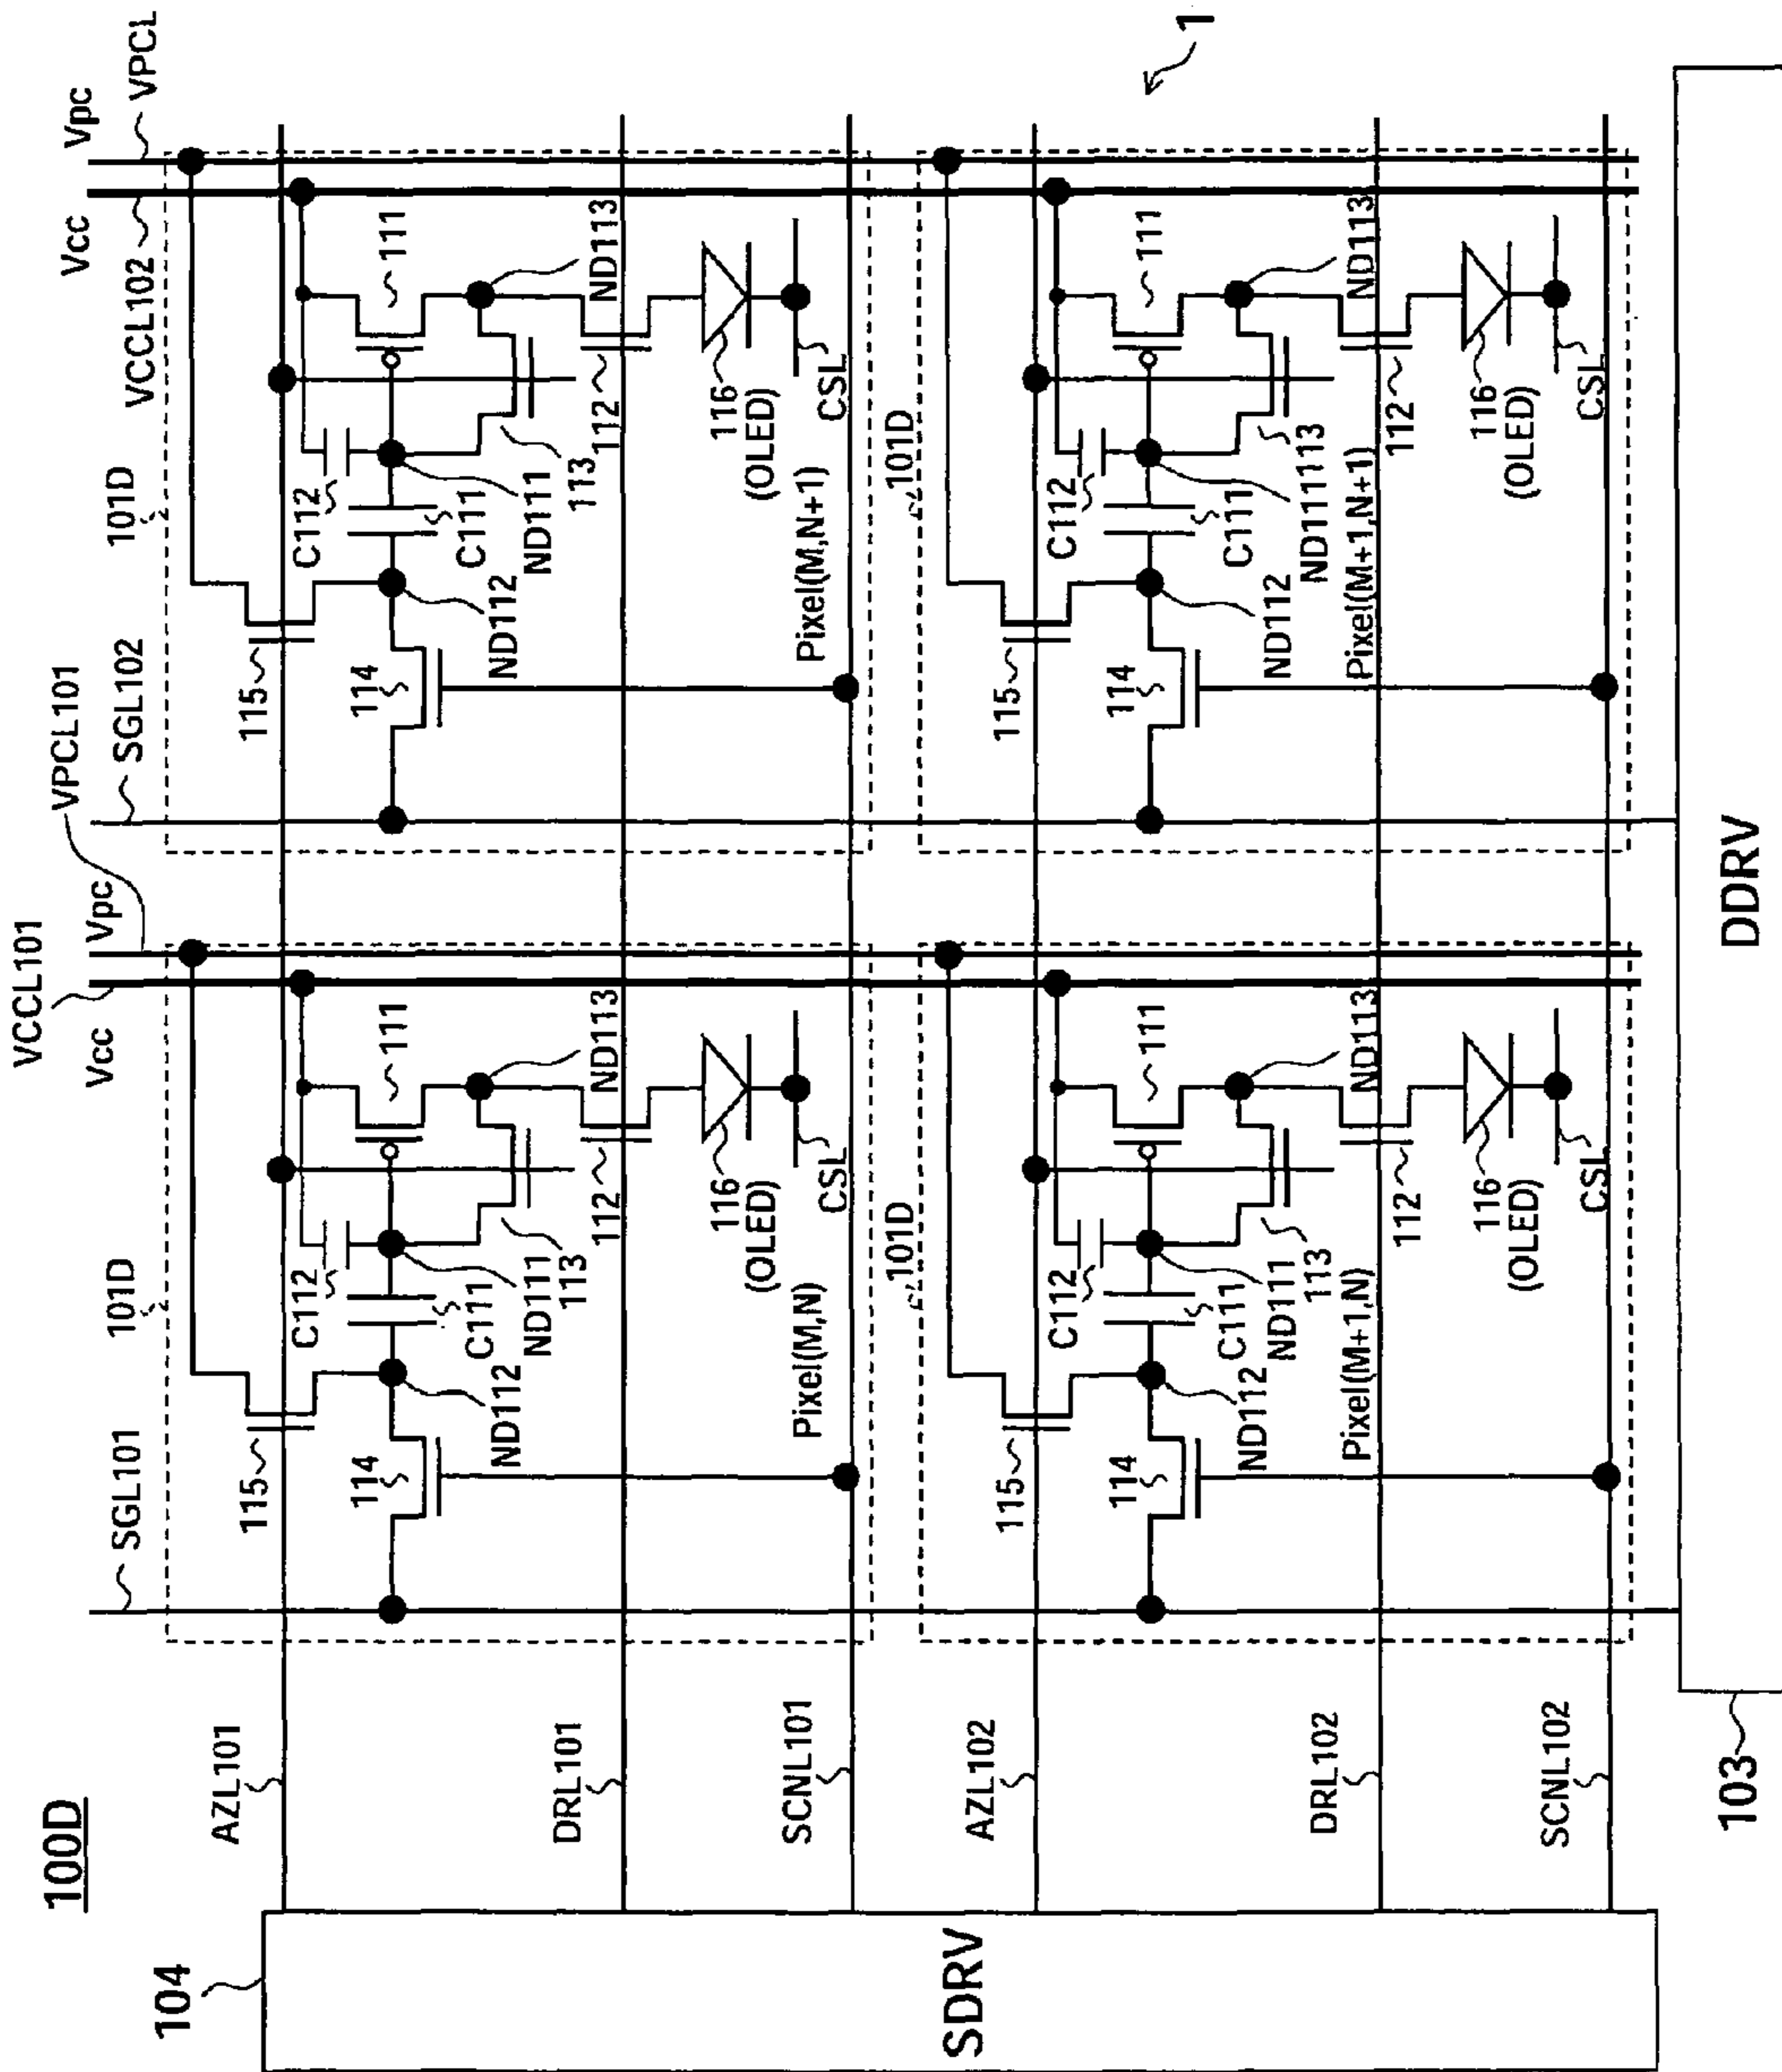 100D
104
SDRV
103
DDRV
1
AZL101
DRL101
SCNL101
AZL102
DRL102
SCNL102
SGL101
101D
Vcc
VCCL101
Vpc
VPCL101
SGL102
101D
VCCL102
Vcc
Vpc
VPCL
115
C112
111
114
C111
ND112
ND111
113
112
ND113
116
(OLED)
CSL
Pixel(M,N)
115
C112
111
114
C111
ND112
ND111
113
112
ND113
116
(OLED)
CSL
Pixel(M,N+1)
101D
115
C112
111
114
C111
ND112
ND111
113
112
ND113
116
(OLED)
CSL
Pixel(M+1,N)
101D
115
C112
111
114
C111
ND112
ND111113
112
ND113
116
(OLED)
CSL
Pixel(M+1,N+1)